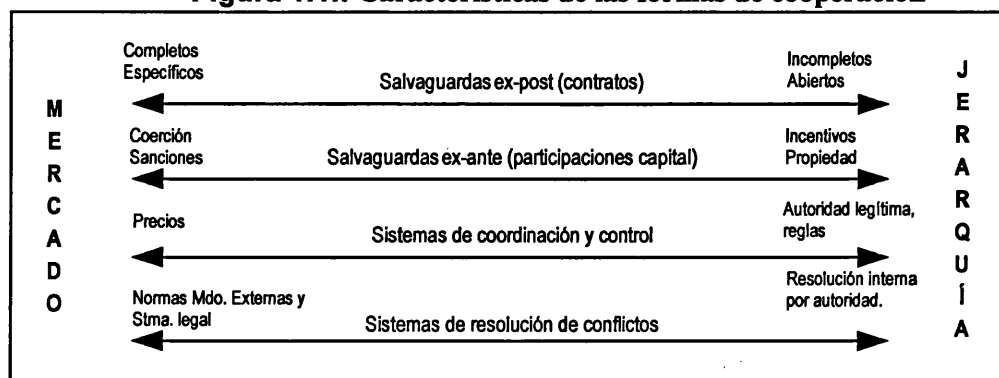 Completos
Específicos
Incompletos
Abiertos
Salvaguardas ex-post (contratos)
Coerción
Sanciones
Incentivos
Propiedad
Salvaguardas ex-ante (participaciones capital)
Precios
Autoridad legítima,
reglas
Sistemas de coordinación y control
Normas Mdo. Externas y
Stma. legal
Resolución interna
por autoridad.
Sistemas de resolución de conflictos
MERCADO
JERARQUÍA